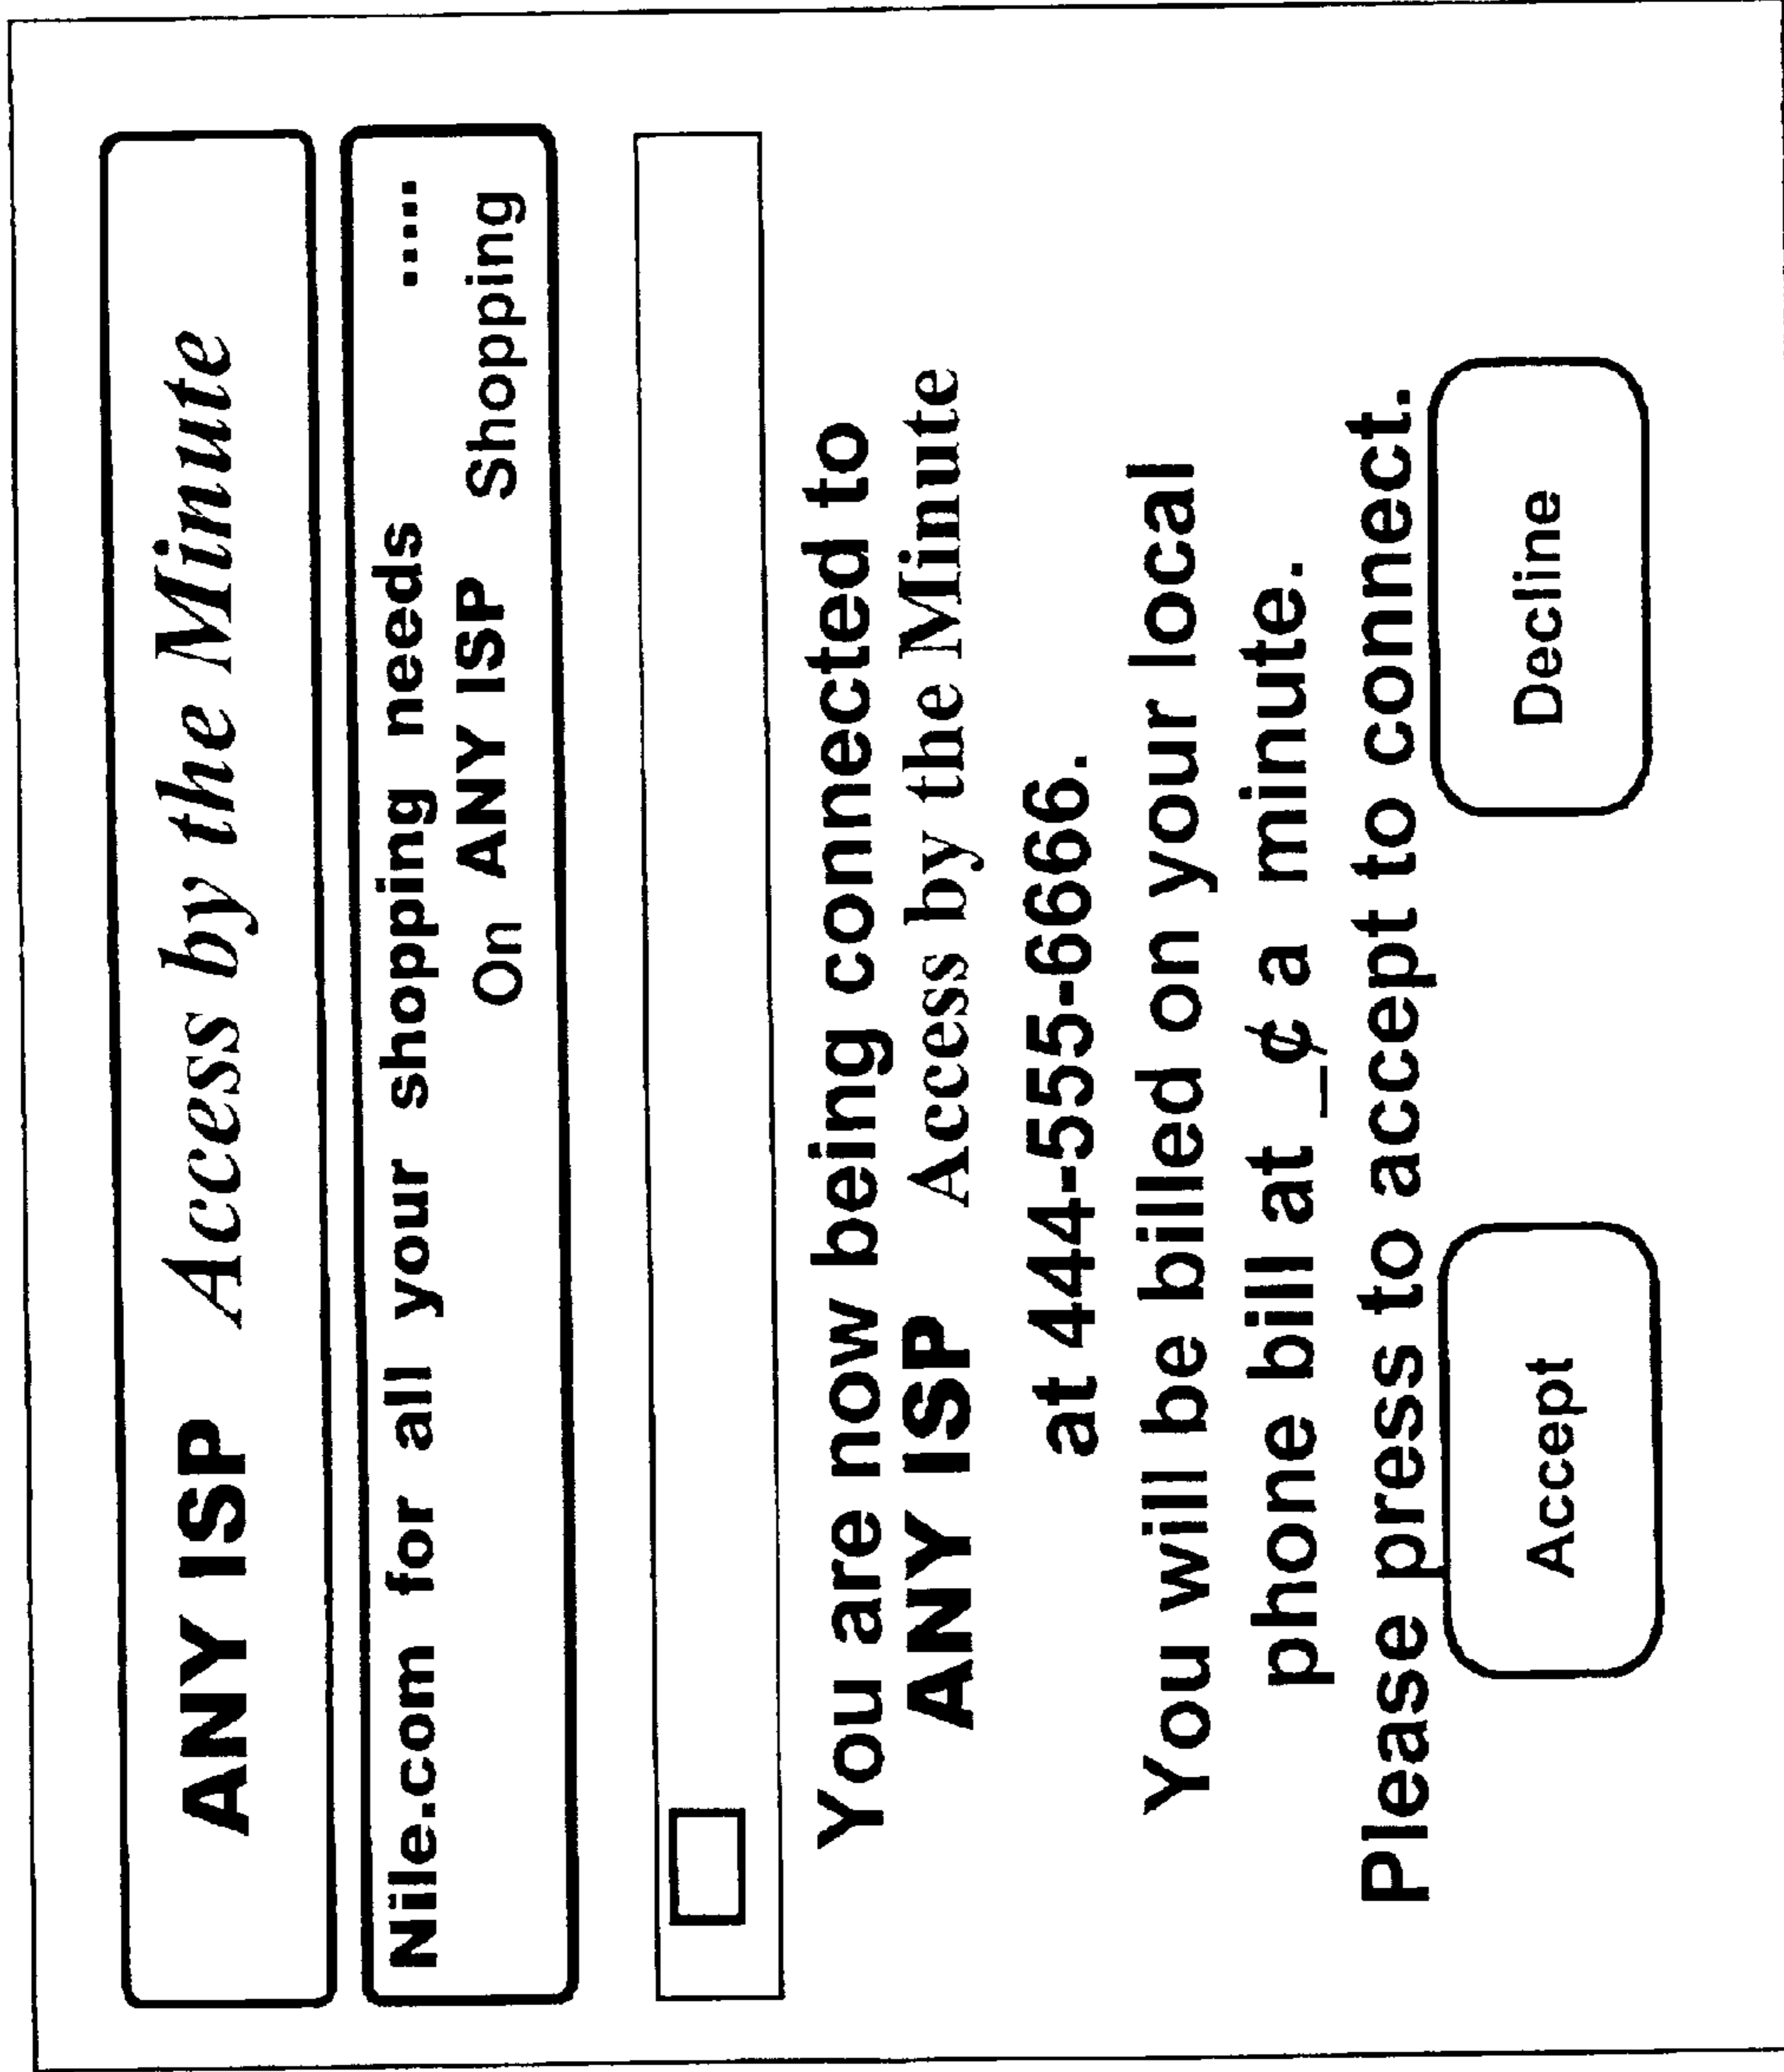 ANY ISP Access by the Minute
Nile.com for all your shopping needs .....
On ANY ISP Shopping
You are now being connected to
ANY ISP Access by the Minute
at 444-555-6666.
You will be billed on your local
phone bill at _¢ a minute.
Please press to accept to connect.
Accept Decline